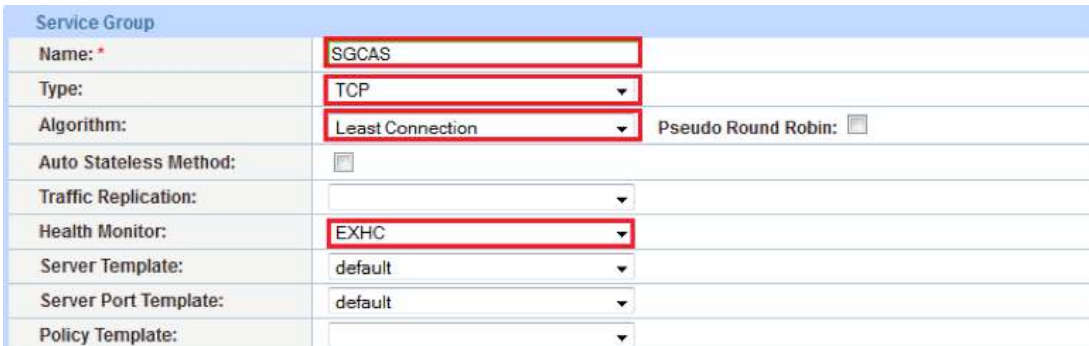 Service Group
Name: * SGCAS
Type: TCP
Algorithm: Least Connection Pseudo Round Robin:
Auto Stateless Method:
Traffic Replication:
Health Monitor: EXHC
Server Template: default
Server Port Template: default
Policy Template: